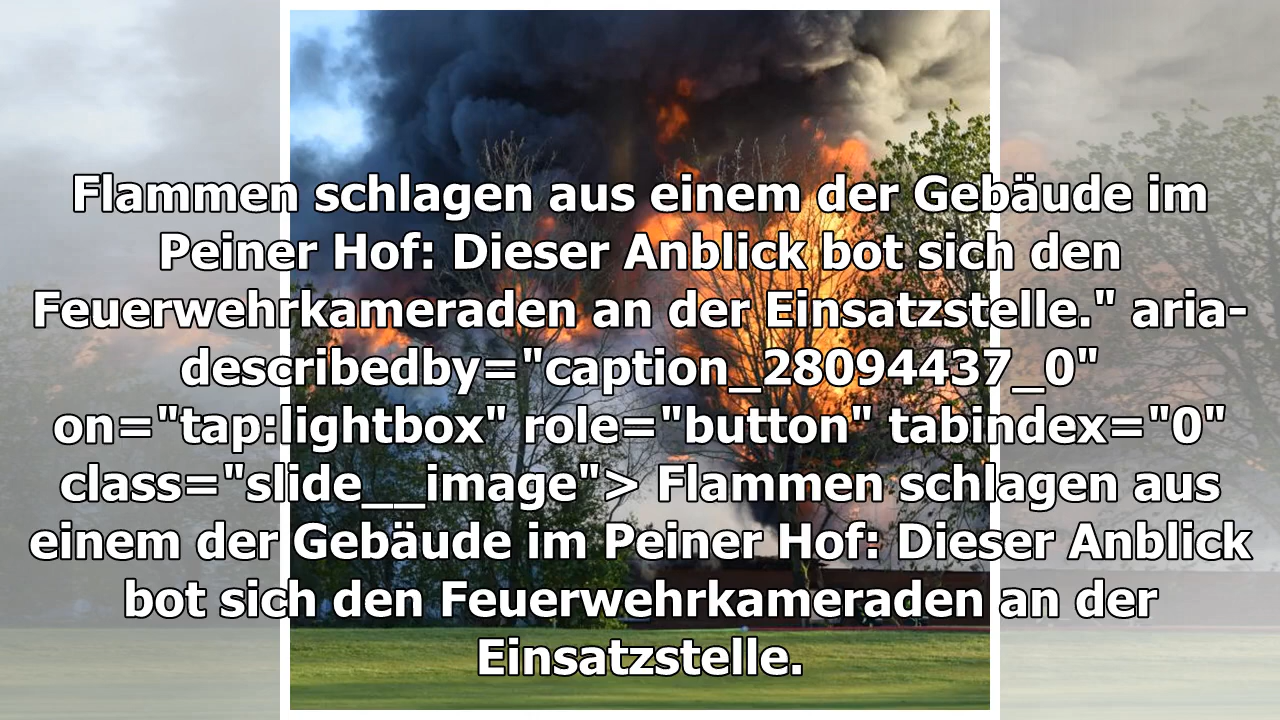 Flammen schlagen aus einem der Gebäude im
Peiner Hof: Dieser Anblick bot sich den
Feuerwehrkameraden an der Einsatzstelle." aria-
describedby="caption_28094437_0"
on="tap:lightbox" role="button" tabindex="0"
class="slide__image"> Flammen schlagen aus
einem der Gebäude im Peiner Hof: Dieser Anblick
bot sich den Feuerwehrkameraden an der
Einsatzstelle.